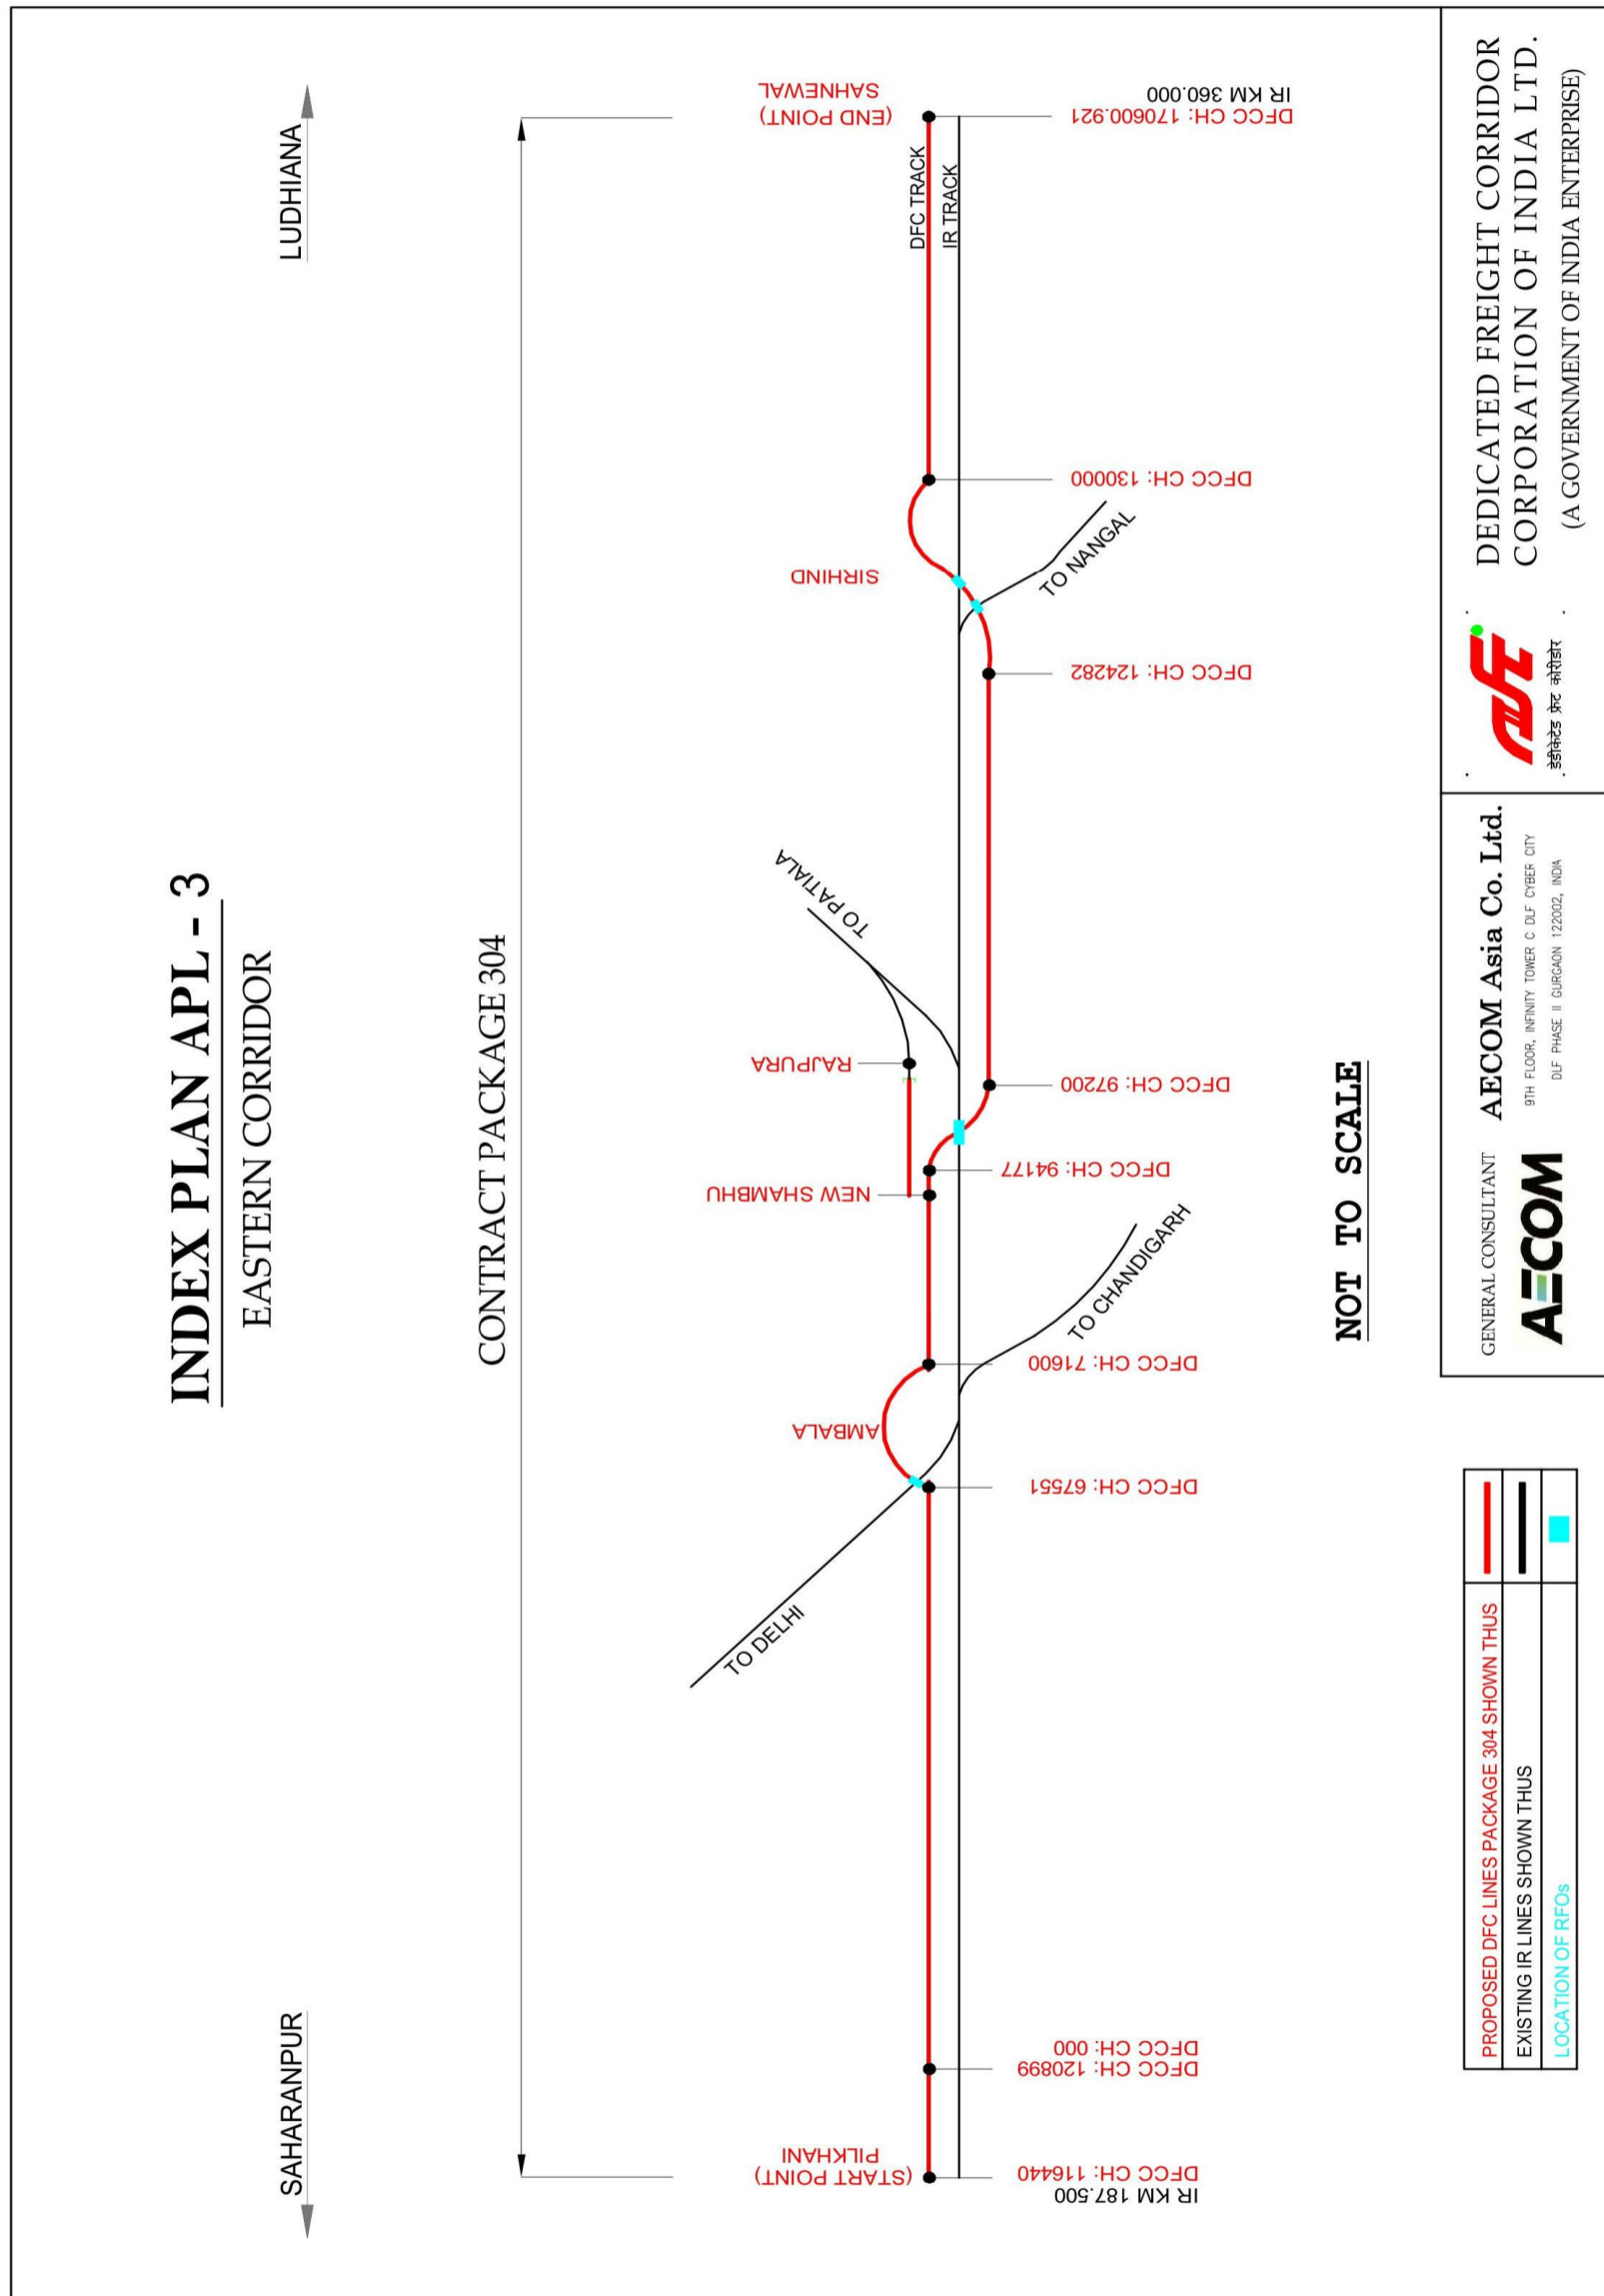 INDEX PLAN APL - 3
EASTERN CORRIDOR
SAHARANPUR
LUDHIANA
CONTRACT PACKAGE 304
(START POINT)
PILKHANI
AMBALA
NEW SHAMBHU
RAJPURA
SIRHIND
(END POINT)
SAHNEWAL
TO DELHI
TO PATIALA
TO CHANDIGARH
TO NANGAL
DFC TRACK
IR TRACK
IR KM 187.500
DFCC CH: 116440
DFCC CH: 120899
DFCC CH: 000
DFCC CH: 67551
DFCC CH: 71600
DFCC CH: 94177
DFCC CH: 97200
DFCC CH: 124282
DFCC CH: 130000
DFCC CH: 170600.921
IR KM 360.000
NOT TO SCALE
PROPOSED DFC LINES PACKAGE 304 SHOWN THUS
EXISTING IR LINES SHOWN THUS
LOCATION OF RFOs
GENERAL CONSULTANT
AECOM
AECOM Asia Co. Ltd.
9TH FLOOR, INFINITY TOWER C DLF CYBER CITY
DLF PHASE II GURGAON 122002, INDIA
डेडीकेटेड फ्रेट कोरीडोर
DEDICATED FREIGHT CORRIDOR
CORPORATION OF INDIA LTD.
(A GOVERNMENT OF INDIA ENTERPRISE)